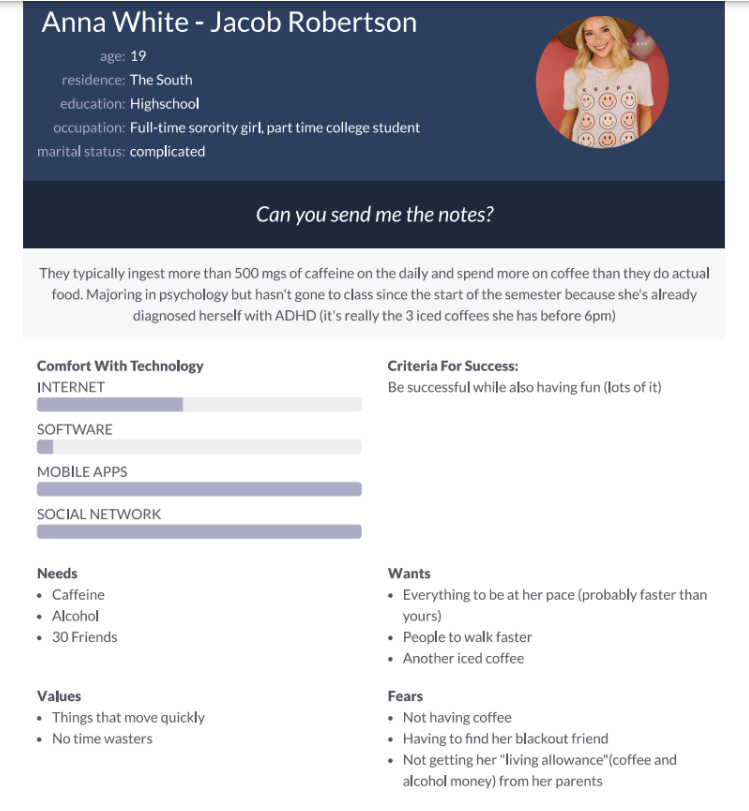 Anna White - Jacob Robertson
age: 19
residence: The South
education: Highschool
occupation: Full-time sorority girl, part time college student
marital status: complicated
KAPPA
Can you send me the notes?
They typically ingest more than 500 mgs of caffeine on the daily and spend more on coffee than they do actual
food. Majoring in psychology but hasn't gone to class since the start of the semester because she's already
diagnosed herself with ADHD (it's really the 3 iced coffees she has before 6pm)
Comfort With Technology
INTERNET
SOFTWARE
MOBILE APPS
SOCIAL NETWORK
Criteria For Success:
Be successful while also having fun (lots of it)
Needs
• Caffeine
• Alcohol
• 30 Friends
Wants
• Everything to be at her pace (probably faster than
yours)
• People to walk faster
• Another iced coffee
Values
• Things that move quickly
• No time wasters
Fears
• Not having coffee
• Having to find her blackout friend
• Not getting her "living allowance"(coffee and
alcohol money) from her parents